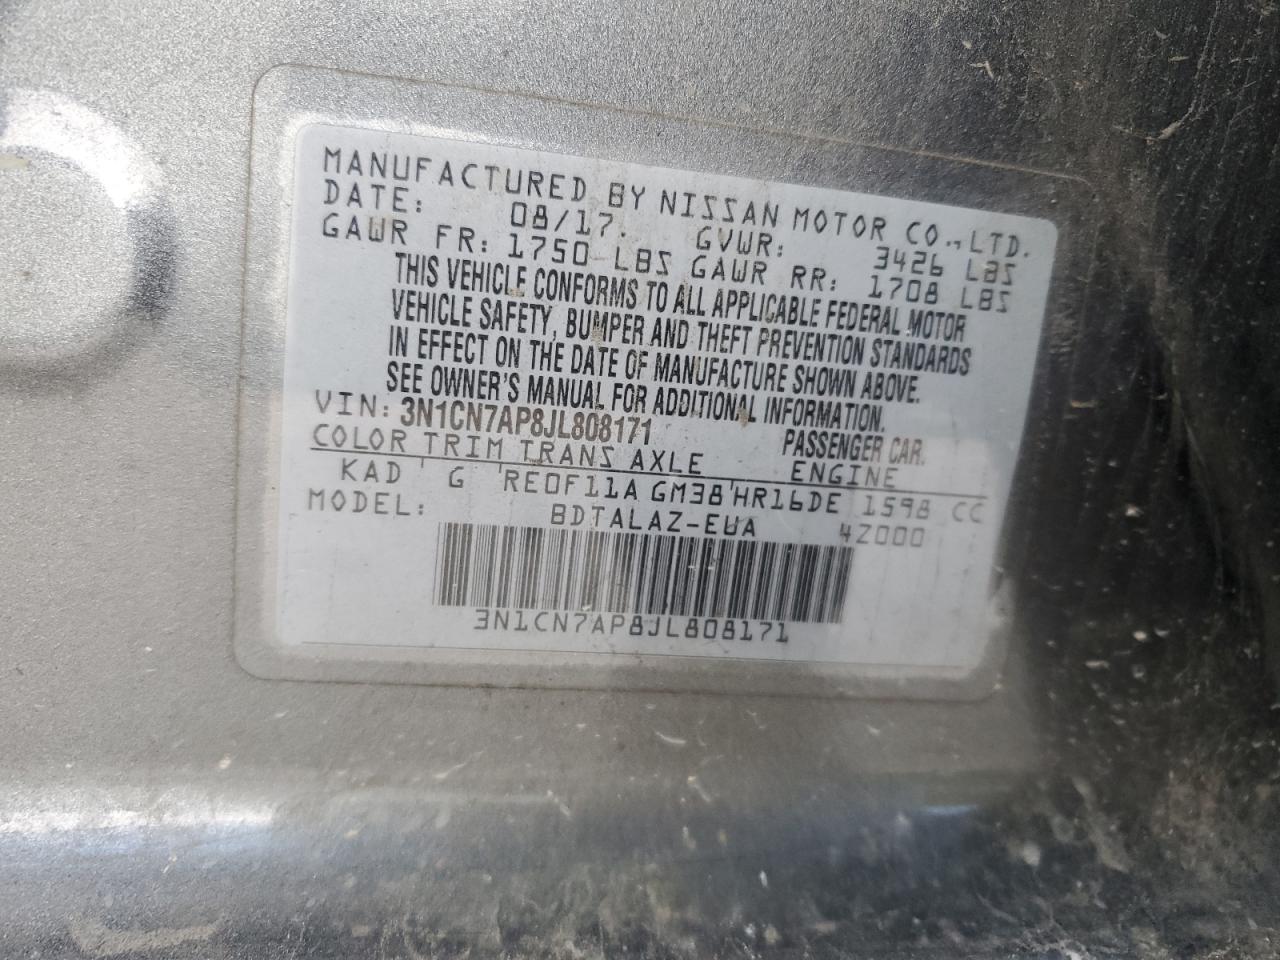 MANUFACTURED BY NISSAN MOTOR CO.,LTD.
DATE: 08/17. GVWR: 3426 LBS
GAWR FR: 1750 LBS GAWR RR: 1708 LBS
THIS VEHICLE CONFORMS TO ALL APPLICABLE FEDERAL MOTOR
VEHICLE SAFETY, BUMPER AND THEFT PREVENTION STANDARDS
IN EFFECT ON THE DATE OF MANUFACTURE SHOWN ABOVE.
SEE OWNER'S MANUAL FOR ADDITIONAL INFORMATION.
VIN: 3N1CN7AP8JL808171 PASSENGER CAR.
COLOR TRIM TRANS AXLE ENGINE
KAD G RE0F11A GM38 HR16DE 1598 CC
MODEL: BDTALAZ-EUA 4Z000
3N1CN7AP8JL808171